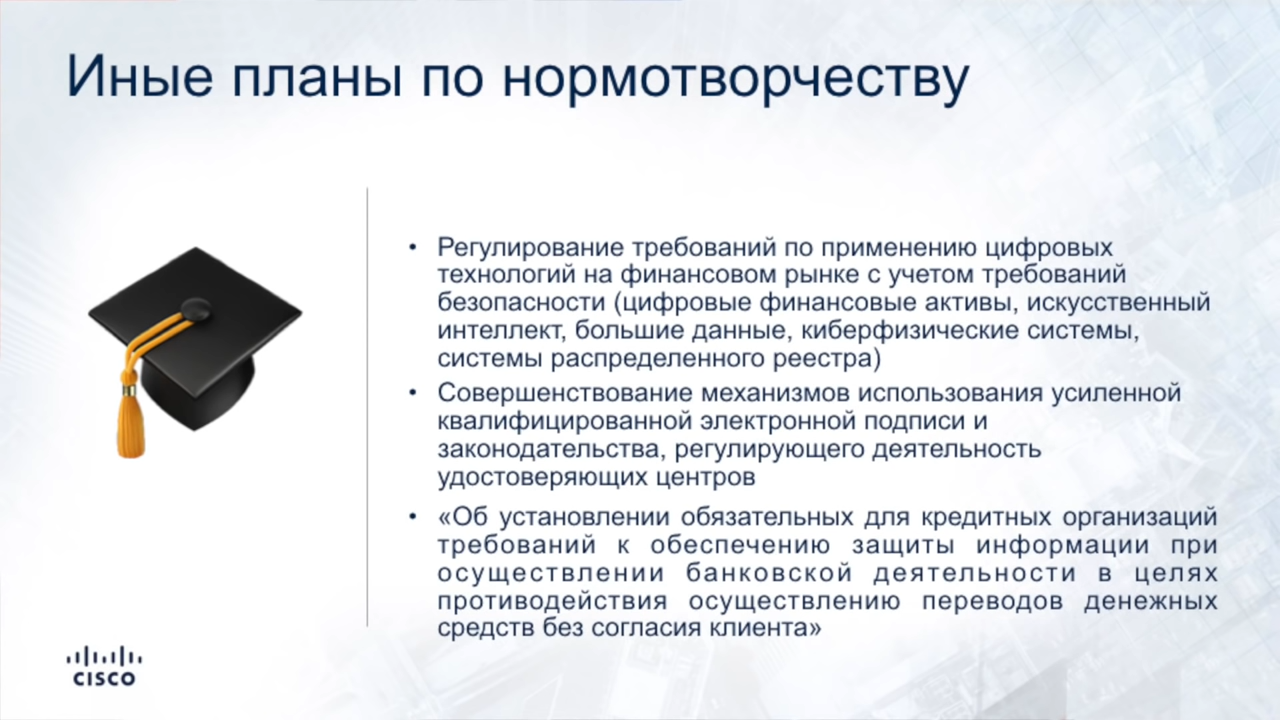 Иные планы по нормотворчеству
• Регулирование требований по применению цифровых
технологий на финансовом рынке с учетом требований
безопасности (цифровые финансовые активы, искусственный
интеллект, большие данные, киберфизические системы,
системы распределенного реестра)
• Совершенствование механизмов использования усиленной
квалифицированной электронной подписи и
законодательства, регулирующего деятельность
удостоверяющих центров
• «Об установлении обязательных для кредитных организаций
требований к обеспечению защиты информации при
осуществлении банковской деятельности в целях
противодействия осуществлению переводов денежных
средств без согласия клиента»
CISCO